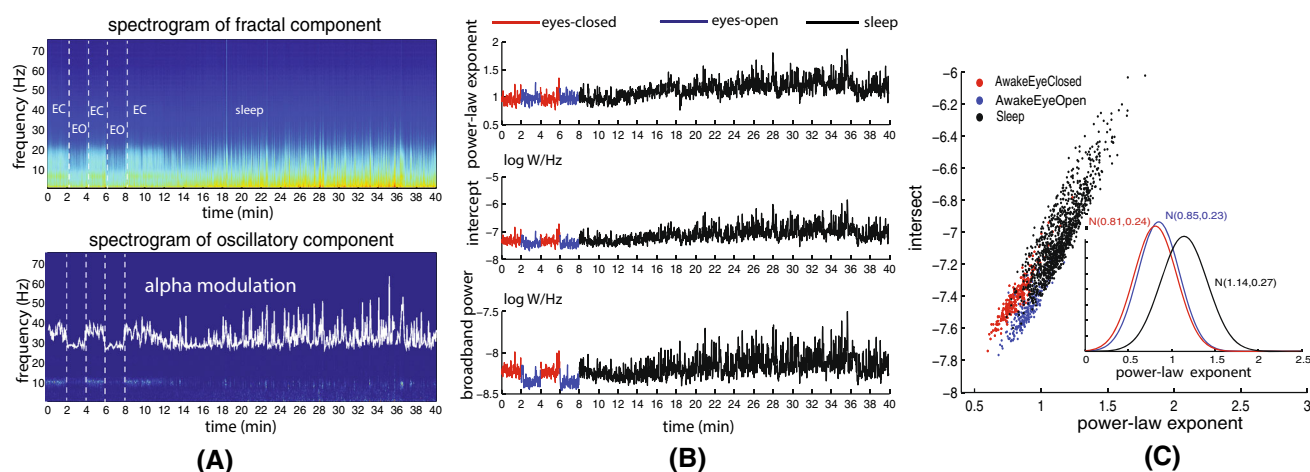 spectrogram of fractal component
frequency (Hz)
70
60
50
40
30
20
10
EC
EO
EC
EO
EC
sleep
0 2 4 6 8 10 12 14 16 18 20 22 24 26 28 30 32 34 36 38 40
time (min)
spectrogram of oscillatory component
frequency (Hz)
70
60
50
40
30
20
10
alpha modulation
0 2 4 6 8 10 12 14 16 18 20 22 24 26 28 30 32 34 36 38 40
time (min)
(A)
eyes-closed eyes-open sleep
power-law exponent
2
1.5
1
0.5
0 2 4 6 8 10 12 14 16 18 20 22 24 26 28 30 32 34 36 38 40
log W/Hz
intercept
-5
-6
-7
-8
0 2 4 6 8 10 12 14 16 18 20 22 24 26 28 30 32 34 36 38 40
log W/Hz
broadband power
-7.5
-8
-8.5
0 2 4 6 8 10 12 14 16 18 20 22 24 26 28 30 32 34 36 38 40
time (min)
(B)
intersect
-6
-6.2
-6.4
-6.6
-6.8
-7
-7.2
-7.4
-7.6
-7.8
-8
AwakeEyeClosed
AwakeEyeOpen
Sleep
N(0.81,0.24)
N(0.85,0.23)
N(1.14,0.27)
0 0.5 1 1.5 2 2.5
power-law exponent
0.5 1 1.5 2 2.5 3
power-law exponent
(C)